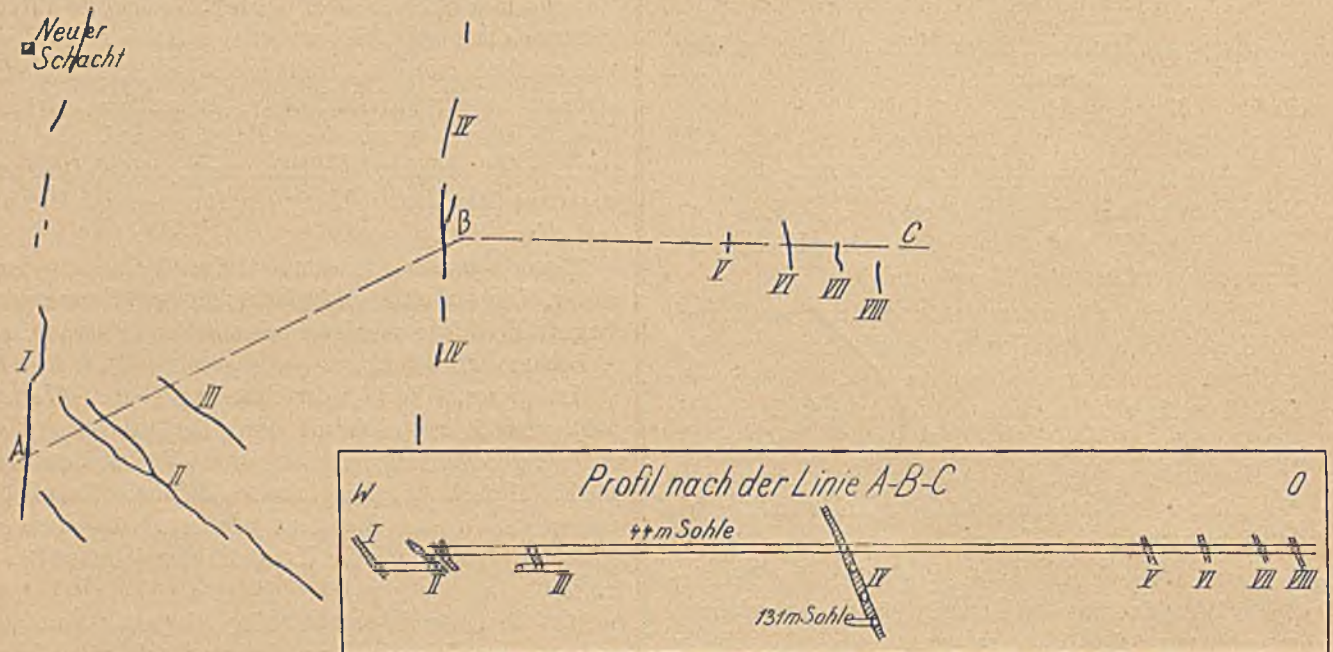 Neuer
Schacht
IV
B
C
V
VI
VII
VIII
IV
I
III
A
II
Profil nach der Linie A-B-C
W
O
44m Sohle
I
II
III
IV
V
VI
VII
VIII
131m Sohle